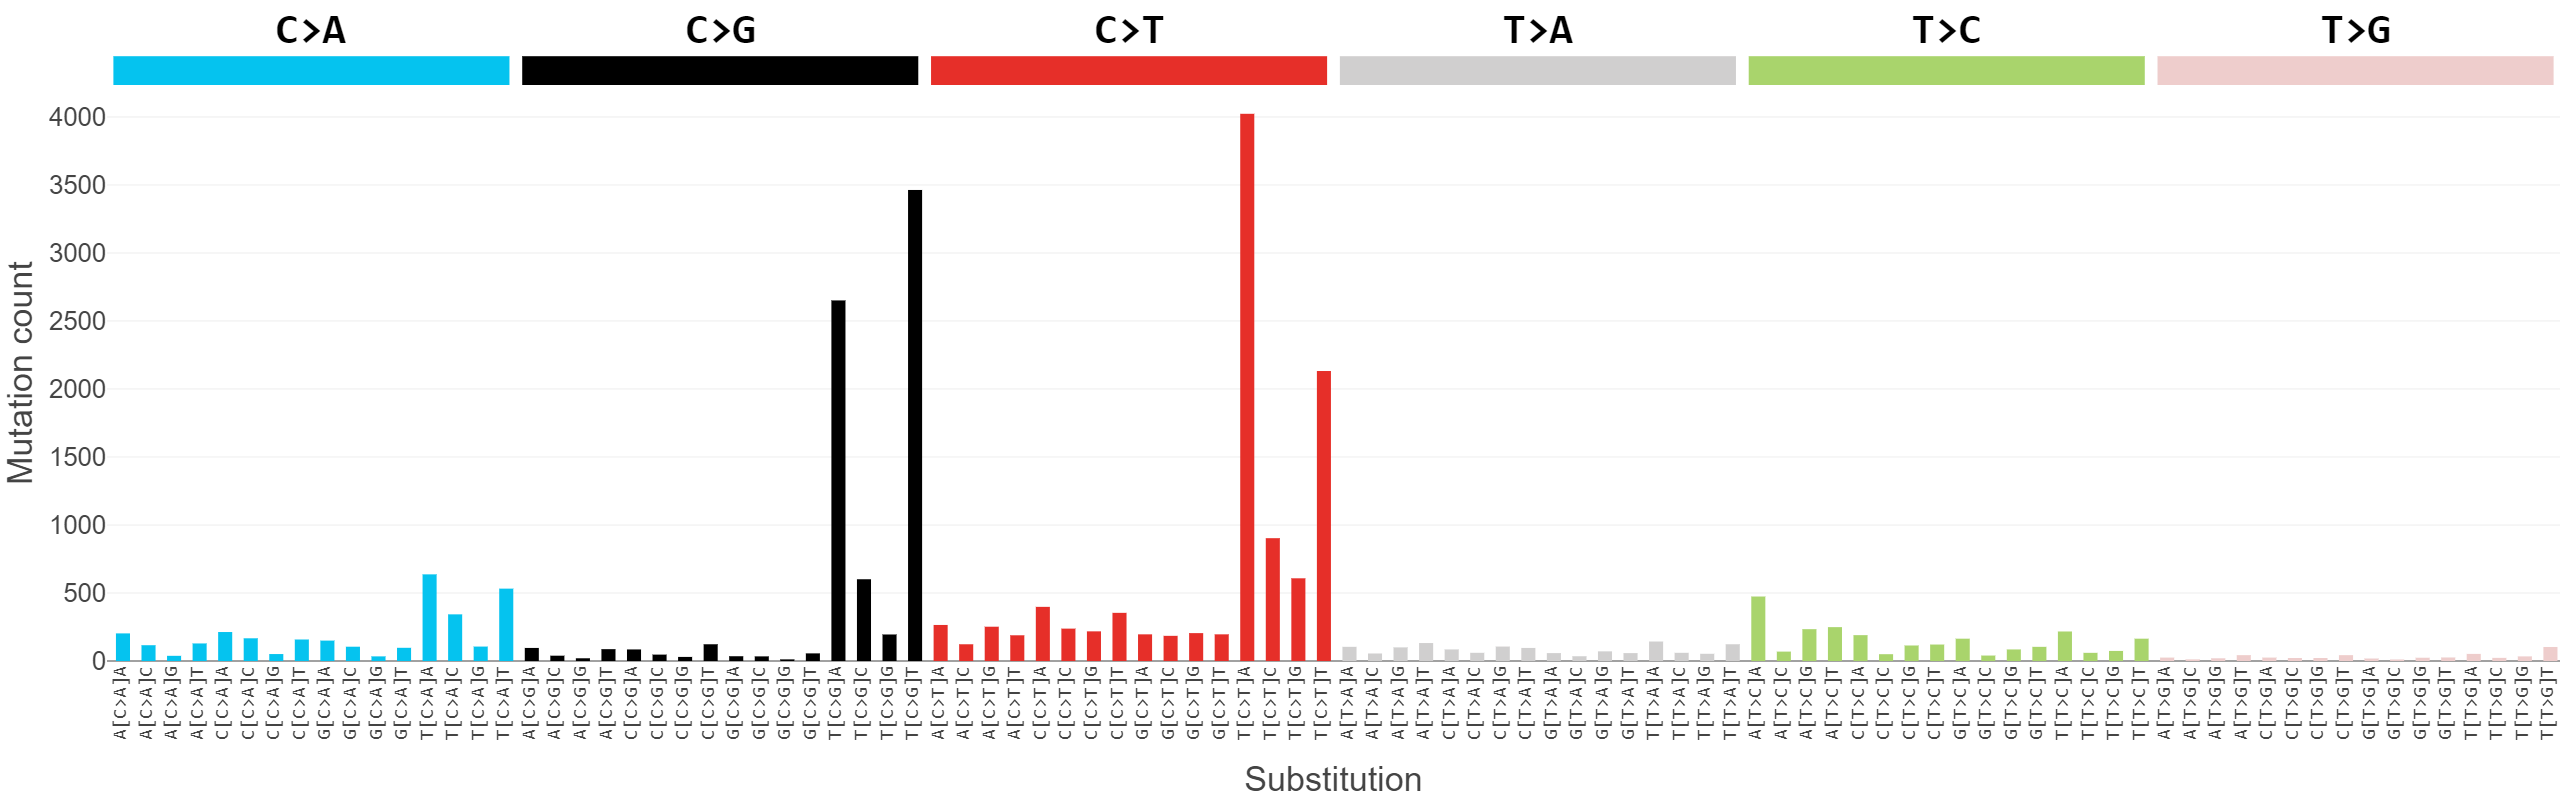 C>A C>G C>T T>A T>C T>G
4000
3500
3000
2500
2000
1500
1000
500
0
Mutation count
A[C>A]A
A[C>A]C
A[C>A]G
A[C>A]T
C[C>A]A
C[C>A]C
C[C>A]G
C[C>A]T
G[C>A]A
G[C>A]C
G[C>A]G
G[C>A]T
T[C>A]A
T[C>A]C
T[C>A]G
T[C>A]T
A[C>G]A
A[C>G]C
A[C>G]G
A[C>G]T
C[C>G]A
C[C>G]C
C[C>G]G
C[C>G]T
G[C>G]A
G[C>G]C
G[C>G]G
G[C>G]T
T[C>G]A
T[C>G]C
T[C>G]G
T[C>G]T
A[C>T]A
A[C>T]C
A[C>T]G
A[C>T]T
C[C>T]A
C[C>T]C
C[C>T]G
C[C>T]T
G[C>T]A
G[C>T]C
G[C>T]G
G[C>T]T
T[C>T]A
T[C>T]C
T[C>T]G
T[C>T]T
A[T>A]A
A[T>A]C
A[T>A]G
A[T>A]T
C[T>A]A
C[T>A]C
C[T>A]G
C[T>A]T
G[T>A]A
G[T>A]C
G[T>A]G
G[T>A]T
T[T>A]A
T[T>A]C
T[T>A]G
T[T>A]T
A[T>C]A
A[T>C]C
A[T>C]G
A[T>C]T
C[T>C]A
C[T>C]C
C[T>C]G
C[T>C]T
G[T>C]A
G[T>C]C
G[T>C]G
G[T>C]T
T[T>C]A
T[T>C]C
T[T>C]G
T[T>C]T
A[T>G]A
A[T>G]C
A[T>G]G
A[T>G]T
C[T>G]A
C[T>G]C
C[T>G]G
C[T>G]T
G[T>G]A
G[T>G]C
G[T>G]G
G[T>G]T
T[T>G]A
T[T>G]C
T[T>G]G
T[T>G]T
Substitution